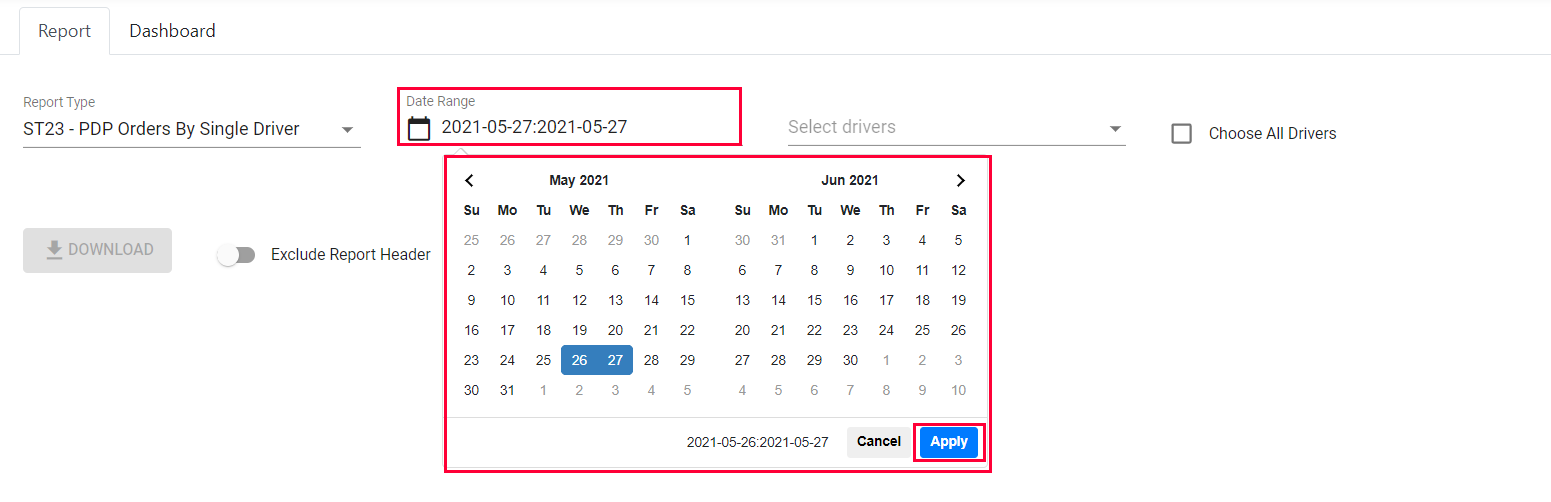 Report Dashboard
Report Type
ST23 - PDP Orders By Single Driver
Date Range
2021-05-27:2021-05-27
Select drivers
Choose All Drivers
May 2021
Su Mo Tu We Th Fr Sa
25 26 27 28 29 30 1
2 3 4 5 6 7 8
9 10 11 12 13 14 15
16 17 18 19 20 21 22
23 24 25 26 27 28 29
30 31 1 2 3 4 5
Jun 2021
Su Mo Tu We Th Fr Sa
30 31 1 2 3 4 5
6 7 8 9 10 11 12
13 14 15 16 17 18 19
20 21 22 23 24 25 26
27 28 29 30 1 2 3
4 5 6 7 8 9 10
DOWNLOAD
Exclude Report Header
2021-05-26:2021-05-27 Cancel Apply